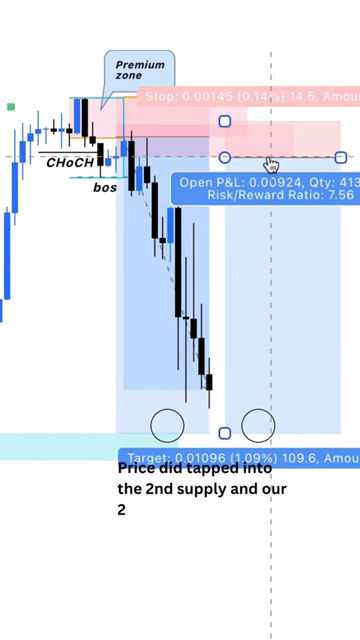 Premium
zone
Stop: 0.00145 (0.14%) 14.5, Amou
CHoCH
bos
Open P&L: 0.00924, Qty: 413
Risk/Reward Ratio: 7.56
Target: 0.01096 (1.09%) 109.6, Amou
Price did tapped into
the 2nd supply and our
2